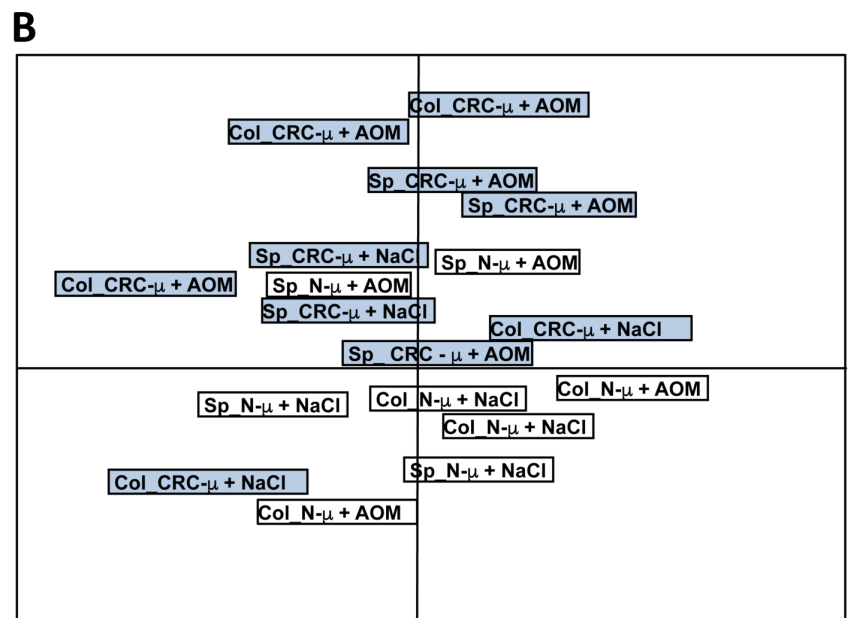 B
Col_CRC-μ + AOM
Col_CRC-μ + AOM
Sp_CRC-μ + AOM
Sp_CRC-μ + AOM
Sp_CRC-μ + NaCl
Sp_N-μ + AOM
Col_CRC-μ + AOM
Sp_N-μ + AOM
Sp_CRC-μ + NaCl
Col_CRC-μ + NaCl
Sp_CRC - μ + AOM
Col_N-μ + AOM
Sp_N-μ + NaCl
Col_N-μ + NaCl
Col_N-μ + NaCl
Sp_N-μ + NaCl
Col_CRC-μ + NaCl
Col_N-μ + AOM